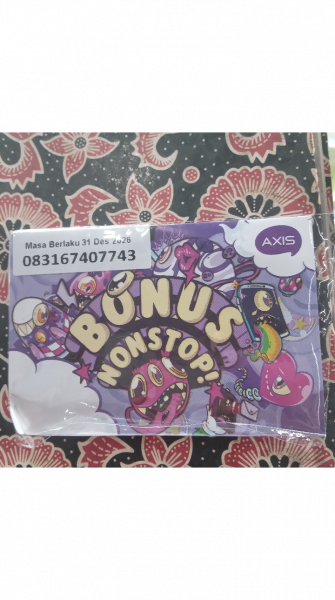 Masa Berlaku 31 Des 2026
083167407743
AXIS
BONUS
NONSTOP!